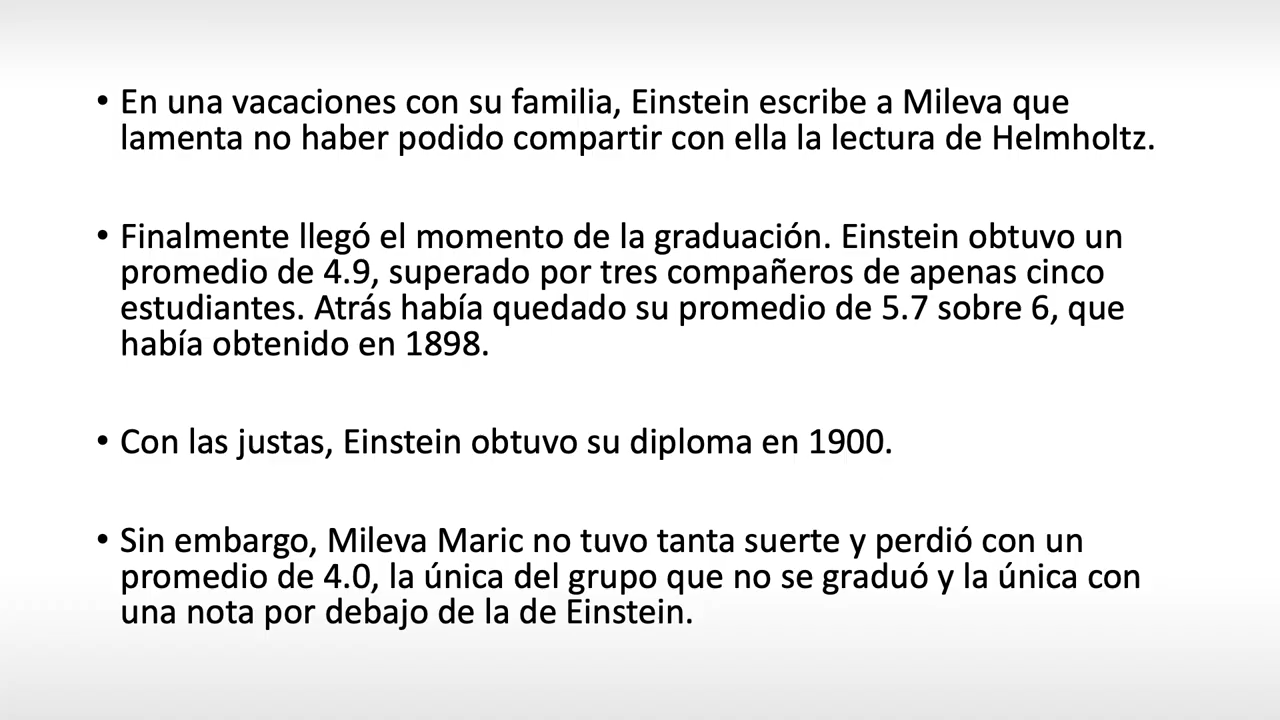 • En una vacaciones con su familia, Einstein escribe a Mileva que
lamenta no haber podido compartir con ella la lectura de Helmholtz.
• Finalmente llegó el momento de la graduación. Einstein obtuvo un
promedio de 4.9, superado por tres compañeros de apenas cinco
estudiantes. Atrás había quedado su promedio de 5.7 sobre 6, que
había obtenido en 1898.
• Con las justas, Einstein obtuvo su diploma en 1900.
• Sin embargo, Mileva Maric no tuvo tanta suerte y perdió con un
promedio de 4.0, la única del grupo que no se graduó y la única con
una nota por debajo de la de Einstein.